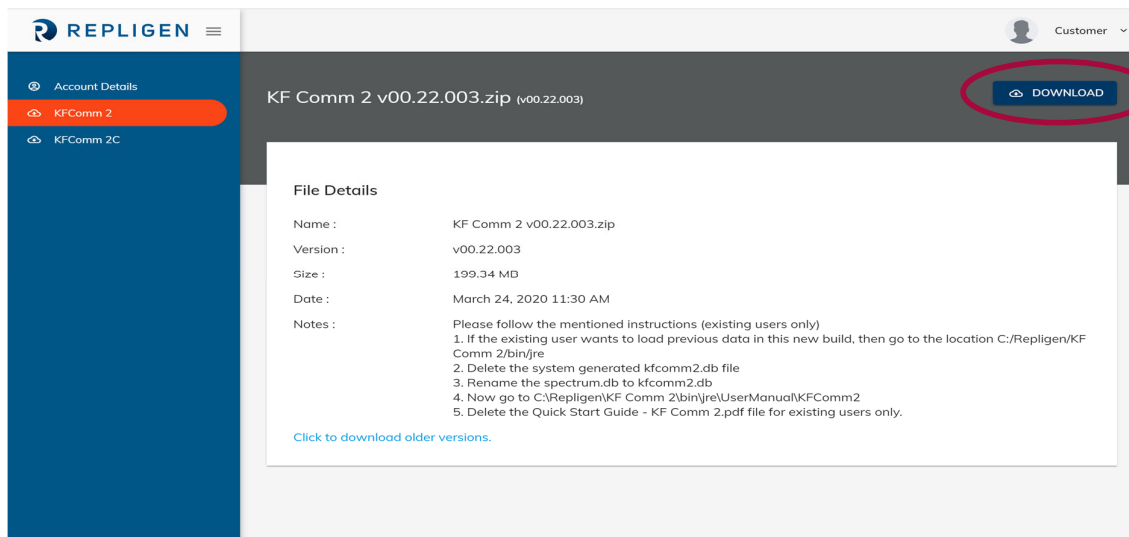 REPLIGEN
Customer
Account Details
KFComm 2
KFComm 2C
KF Comm 2 v00.22.003.zip (v00.22.003)
DOWNLOAD
File Details
Name : KF Comm 2 v00.22.003.zip
Version : v00.22.003
Size : 199.34 MB
Date : March 24, 2020 11:30 AM
Notes : Please follow the mentioned instructions (existing users only)
1. If the existing user wants to load previous data in this new build, then go to the location C:/Repligen/KF
Comm 2/bin/jre
2. Delete the system generated kfcomm2.db file
3. Rename the spectrum.db to kfcomm2.db
4. Now go to C:\Repligen\KF Comm 2\bin\jre\UserManual\KFComm2
5. Delete the Quick Start Guide - KF Comm 2.pdf file for existing users only.
Click to download older versions.